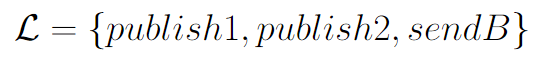 𝓛 = {publish1, publish2, sendB}